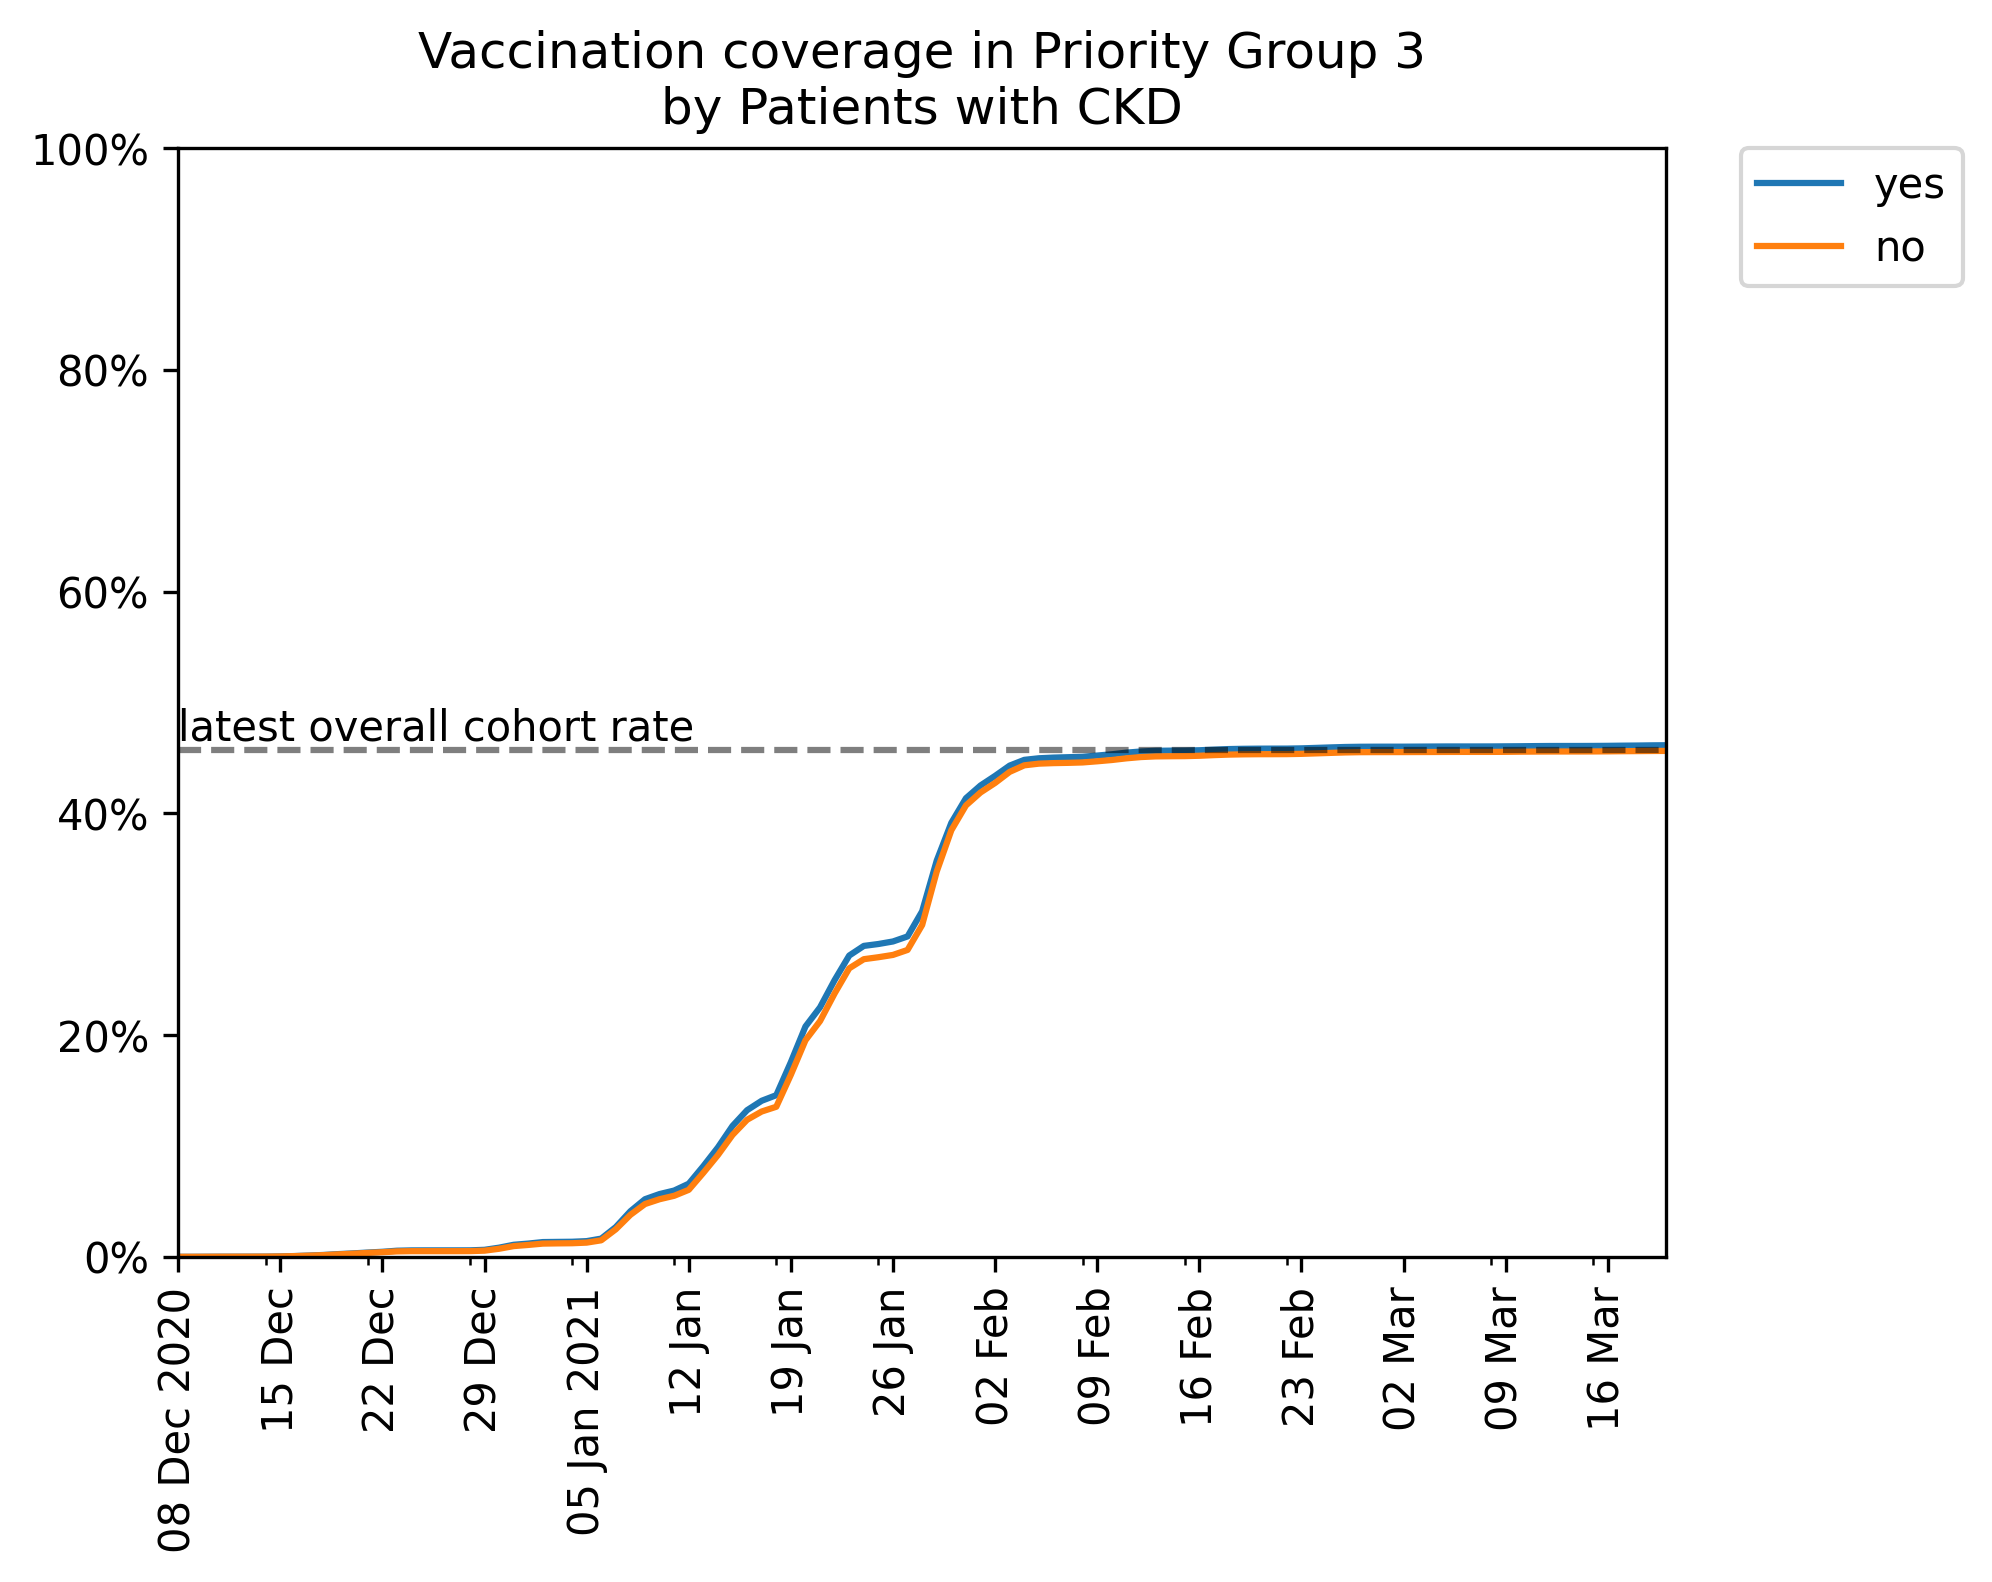 Vaccination coverage in Priority Group 3
by Patients with CKD
100%
80%
60%
40%
20%
0%
latest overall cohort rate
yes
no
08 Dec 2020
15 Dec
22 Dec
29 Dec
05 Jan 2021
12 Jan
19 Jan
26 Jan
02 Feb
09 Feb
16 Feb
23 Feb
02 Mar
09 Mar
16 Mar